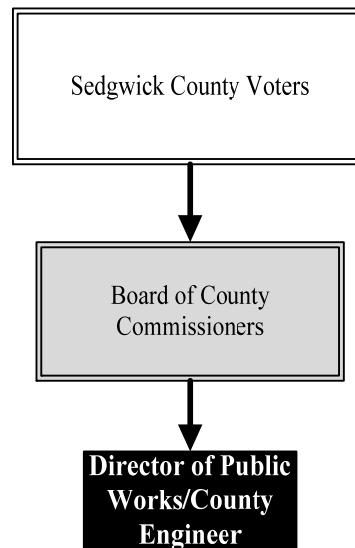 Sedgwick County Voters
Board of County
Commissioners
Director of Public
Works/County
Engineer